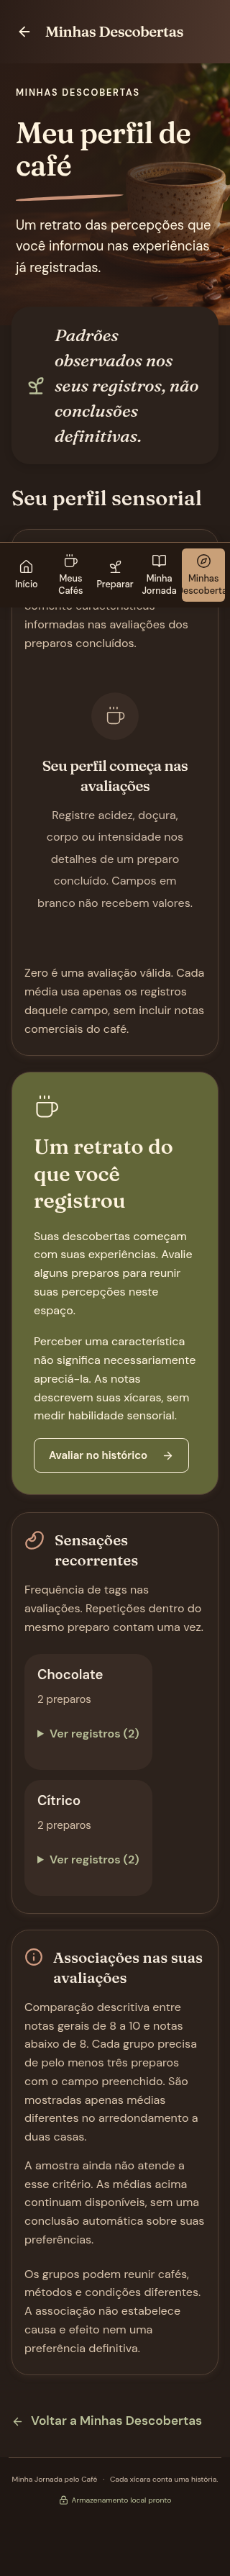 Minhas Descobertas
MINHAS DESCOBERTAS
Meu perfil de
café
Um retrato das percepções que
você informou nas experiências
já registradas.
Padrões
observados nos
seus registros, não
conclusões
definitivas.
Seu perfil sensorial
Início
Meus
Cafés
Preparar
Minha
Jornada
Minhas
Descobertas
informadas nas avaliações dos
preparos concluídos.
Seu perfil começa nas
avaliações
Registre acidez, doçura,
corpo ou intensidade nos
detalhes de um preparo
concluído. Campos em
branco não recebem valores.
Zero é uma avaliação válida. Cada
média usa apenas os registros
daquele campo, sem incluir notas
comerciais do café.
Um retrato do
que você
registrou
Suas descobertas começam
com suas experiências. Avalie
alguns preparos para reunir
suas percepções neste
espaço.
Perceber uma característica
não significa necessariamente
apreciá-la. As notas
descrevem suas xícaras, sem
medir habilidade sensorial.
Avaliar no histórico
Sensações
recorrentes
Frequência de tags nas
avaliações. Repetições dentro do
mesmo preparo contam uma vez.
Chocolate
2 preparos
Ver registros (2)
Cítrico
2 preparos
Ver registros (2)
Associações nas suas
avaliações
Comparação descritiva entre
notas gerais de 8 a 10 e notas
abaixo de 8. Cada grupo precisa
de pelo menos três preparos
com o campo preenchido. São
mostradas apenas médias
diferentes no arredondamento a
duas casas.
A amostra ainda não atende a
esse critério. As médias acima
continuam disponíveis, sem uma
conclusão automática sobre suas
preferências.
Os grupos podem reunir cafés,
métodos e condições diferentes.
A associação não estabelece
causa e efeito nem uma
preferência definitiva.
Voltar a Minhas Descobertas
Minha Jornada pelo Café · Cada xícara conta uma história.
Armazenamento local pronto